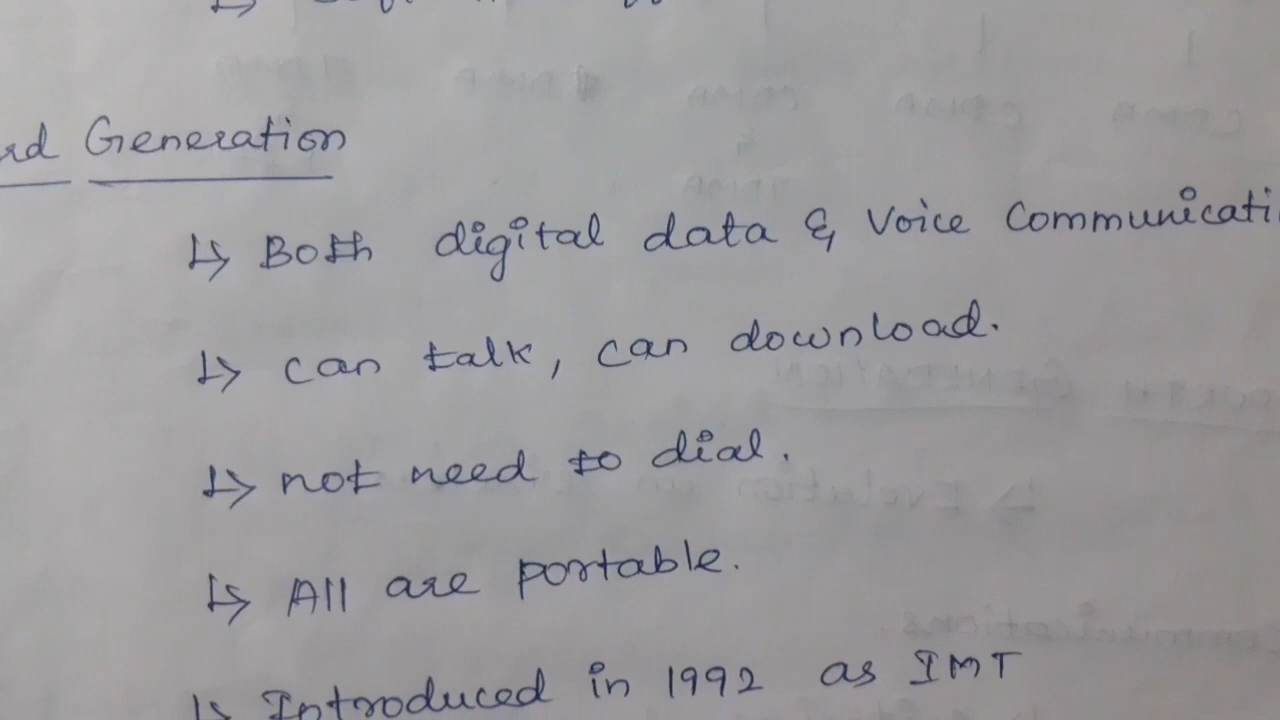 rd Generation
↳ Both digital data & Voice Communicati
↳ can talk, can download.
↳ not need to dial.
↳ All are portable.
↳ Introduced in 1992 as IMT